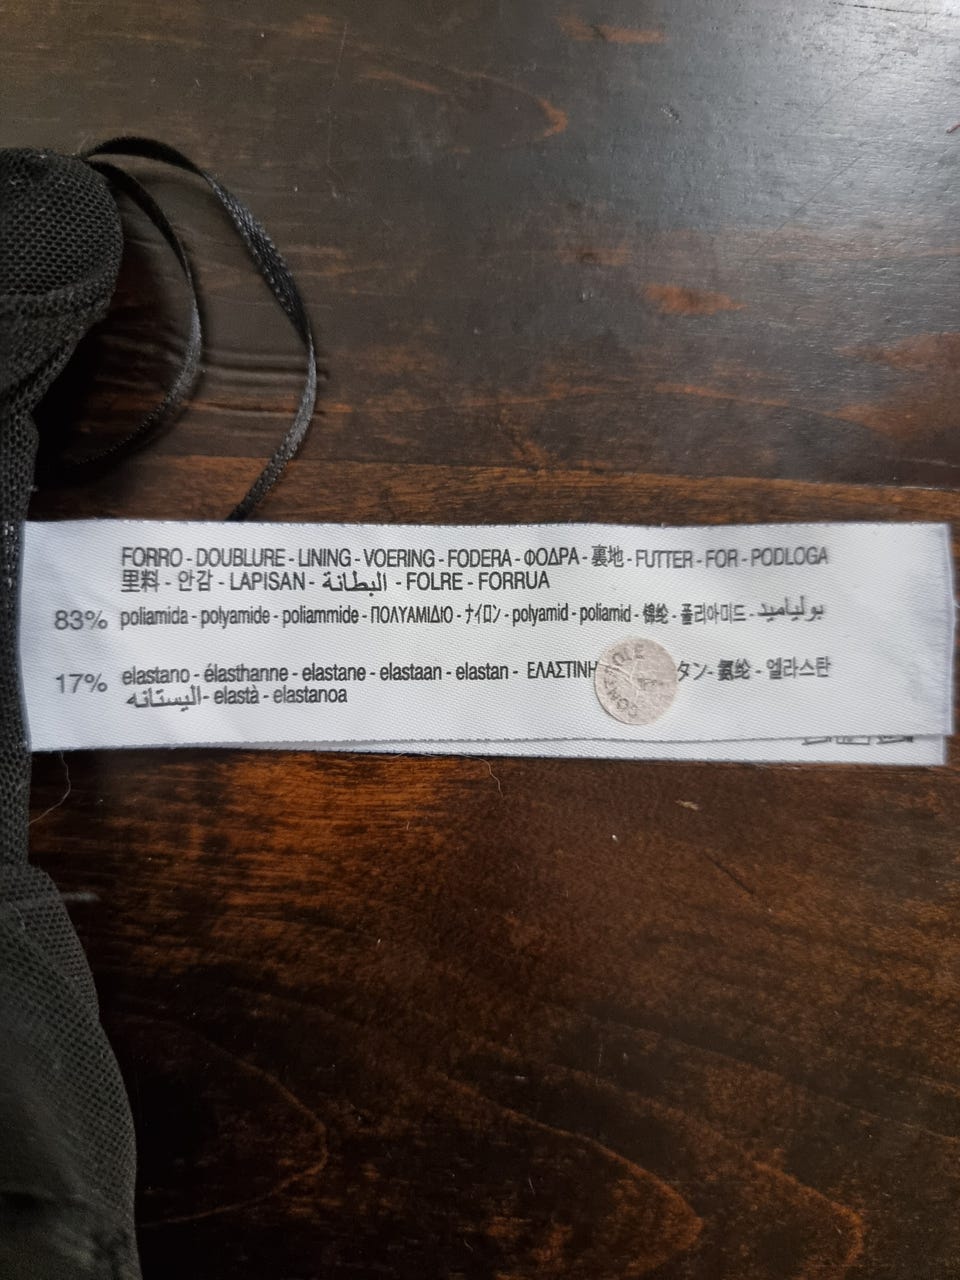 FORRO - DOUBLURE - LINING - VOERING - FODERA - ΦΟΔΡΑ - 裏地 - FUTTER - FOR - PODLOGA
里料 - 안감 - LAPISAN - البطانة - FOLRE - FORRUA
83% poliamida - polyamide - poliammide - ΠΟΛΥΑΜΙΔΙΟ - ナイロン - polyamid - poliamid - 锦纶 - 폴리아미드 - بولياميد
17% elastano - élasthanne - elastane - elastaan - elastan - ΕΛΑΣΤΙΝΗ タン - 氨纶 - 엘라스탄
اليستانه - elastà - elastanoa